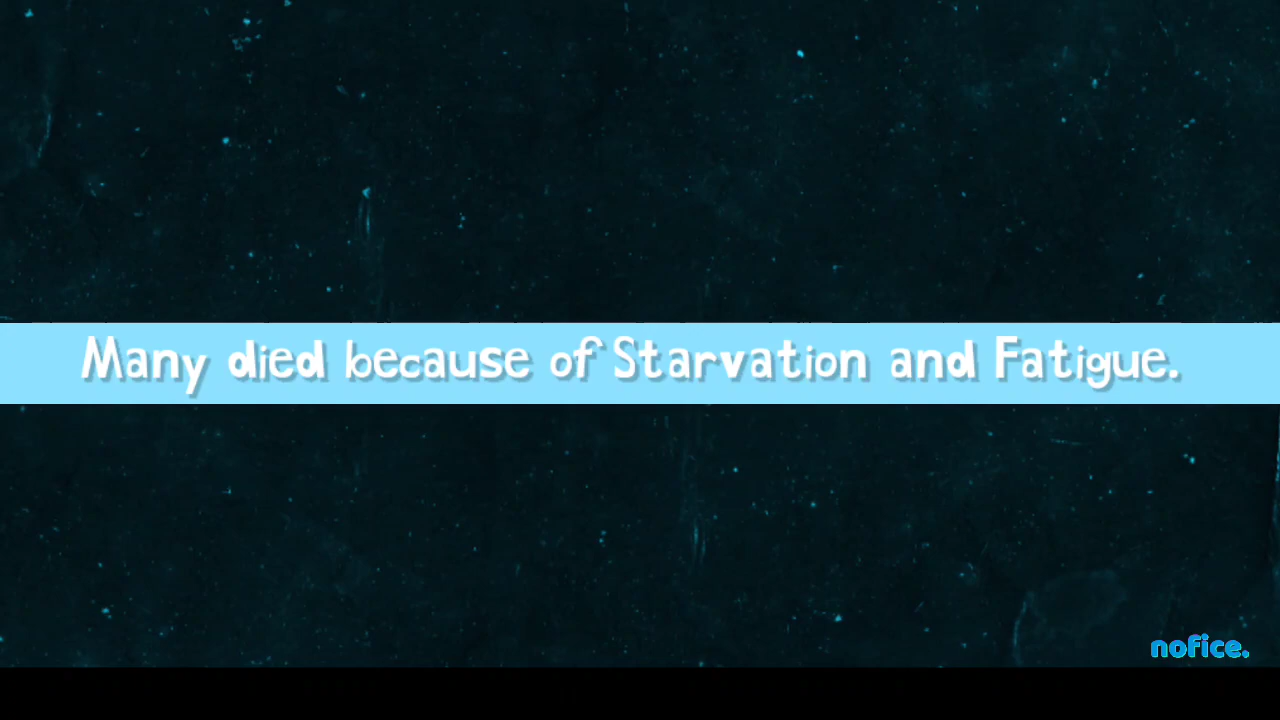 Many died because of Starvation and Fatigue.
nofice.